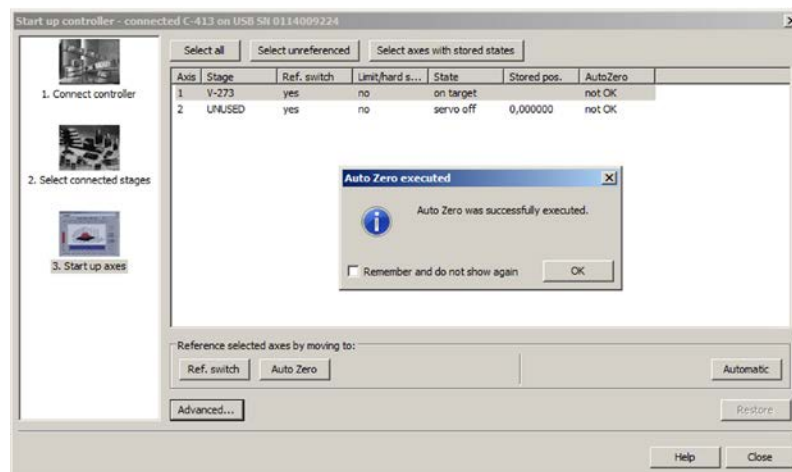 Start up controller - connected C-413 on USB SN 0114009224
1. Connect controller
2. Select connected stages
3. Start up axes
Select all Select unreferenced Select axes with stored states
Axis Stage Ref. switch Limit/hard s... State Stored pos. AutoZero
1 V-273 yes no on target not OK
2 UNUSED yes no servo off 0,000000 not OK
Auto Zero executed
Auto Zero was successfully executed.
Remember and do not show again OK
Reference selected axes by moving to:
Ref. switch Auto Zero Automatic
Advanced... Restore
Help Close